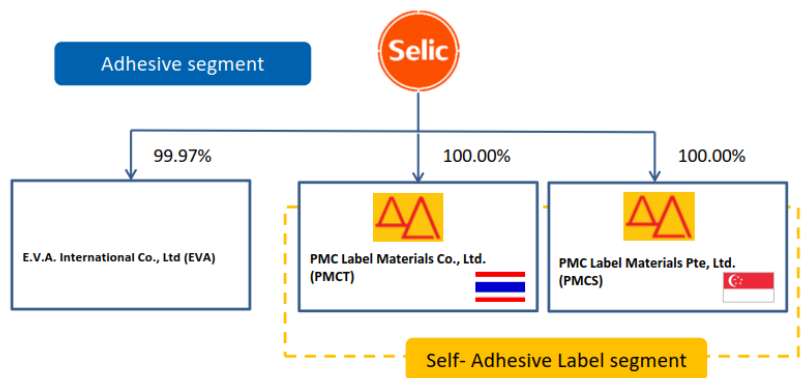 Selic
Adhesive segment
99.97%
100.00%
100.00%
E.V.A. International Co., Ltd (EVA)
PMC Label Materials Co., Ltd.
(PMCT)
PMC Label Materials Pte, Ltd.
(PMCS)
Self- Adhesive Label segment